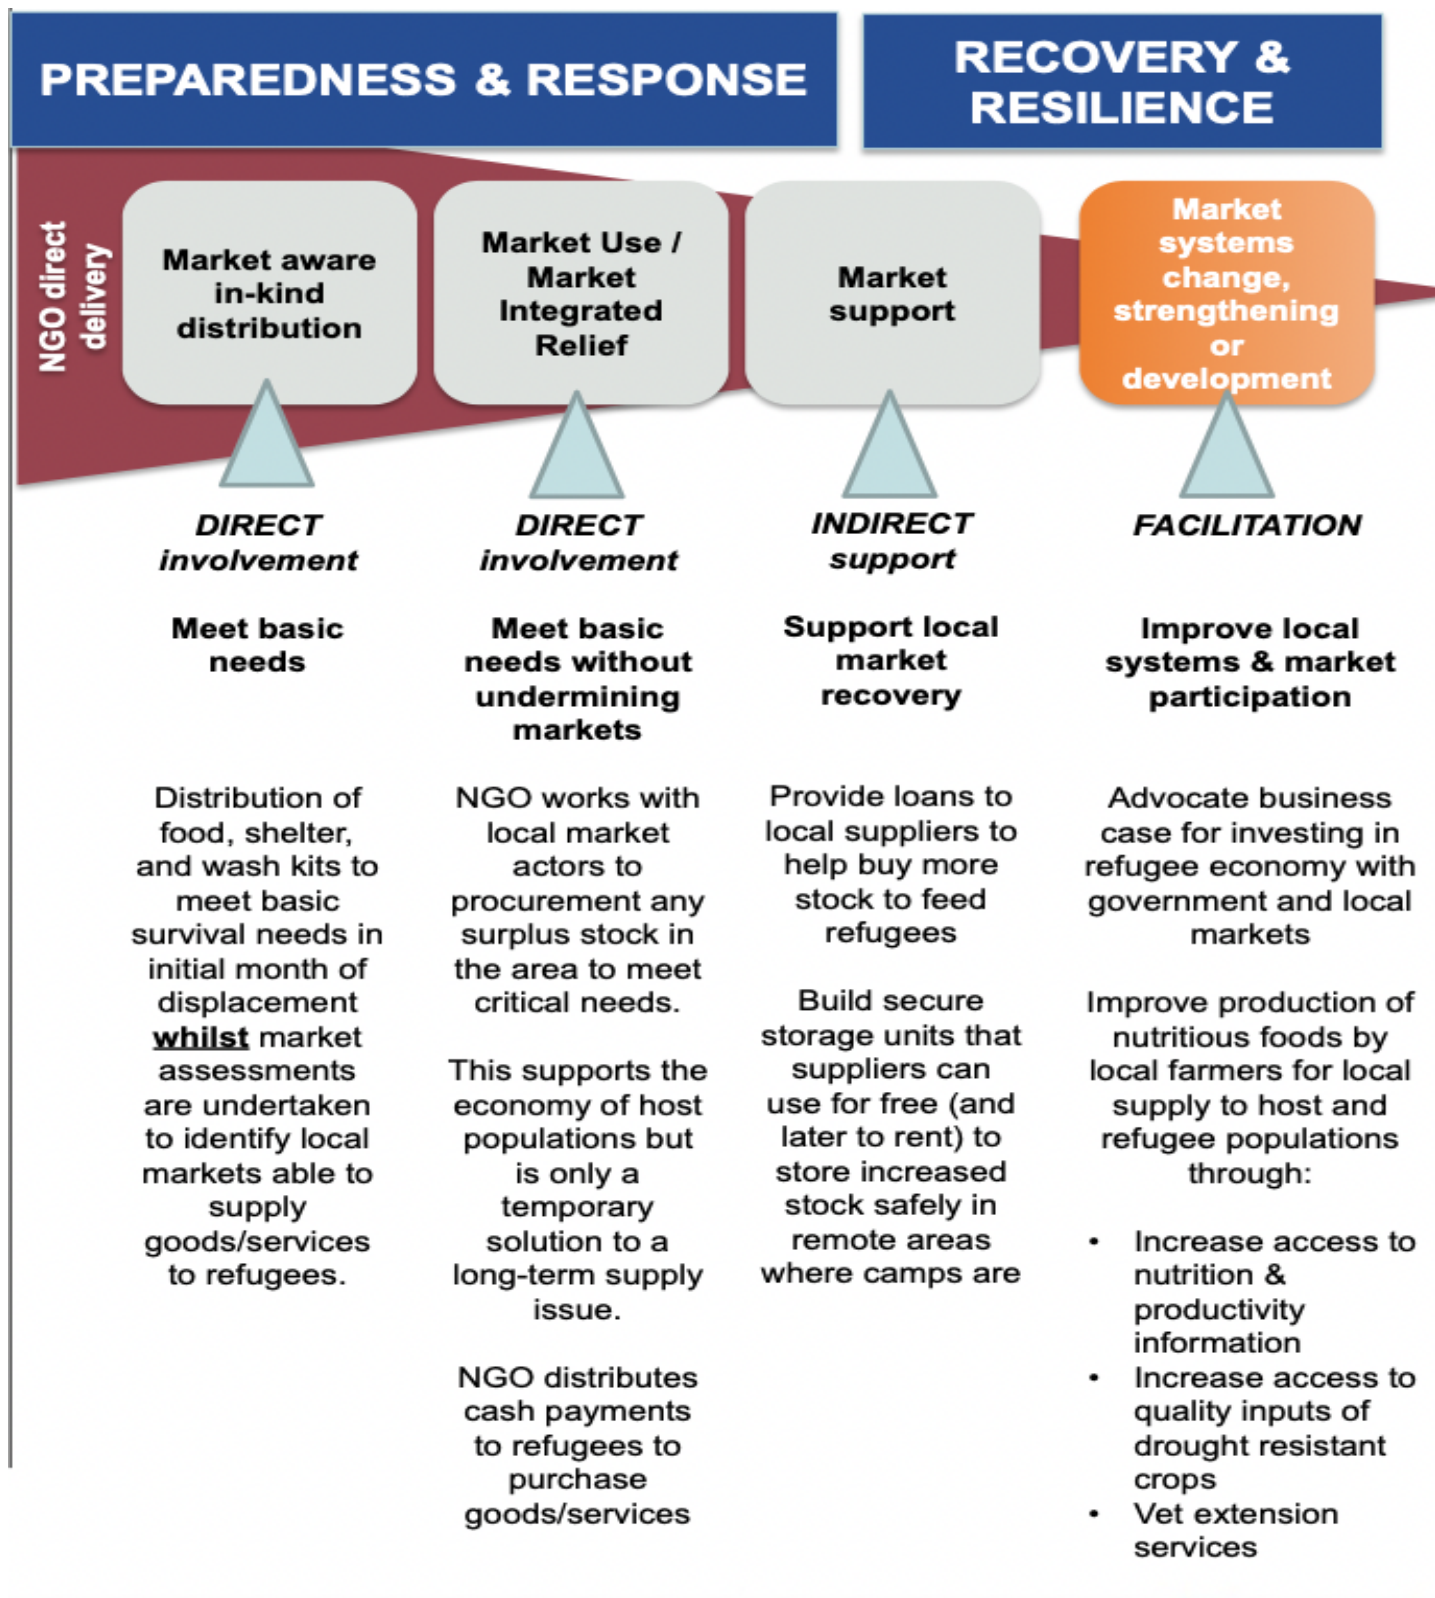 PREPAREDNESS & RESPONSE
RECOVERY &
RESILIENCE
NGO direct
delivery
Market aware
in-kind
distribution
Market Use /
Market
Integrated
Relief
Market
support
Market
systems
change,
strengthening
or
development
DIRECT
involvement
Meet basic
needs
Distribution of
food, shelter,
and wash kits to
meet basic
survival needs in
initial month of
displacement
whilst market
assessments
are undertaken
to identify local
markets able to
supply
goods/services
to refugees.
DIRECT
involvement
Meet basic
needs without
undermining
markets
NGO works with
local market
actors to
procurement any
surplus stock in
the area to meet
critical needs.
This supports the
economy of host
populations but
is only a
temporary
solution to a
long-term supply
issue.
NGO distributes
cash payments
to refugees to
purchase
goods/services
INDIRECT
support
Support local
market
recovery
Provide loans to
local suppliers to
help buy more
stock to feed
refugees
Build secure
storage units that
suppliers can
use for free (and
later to rent) to
store increased
stock safely in
remote areas
where camps are
FACILITATION
Improve local
systems & market
participation
Advocate business
case for investing in
refugee economy with
government and local
markets
Improve production of
nutritious foods by
local farmers for local
supply to host and
refugee populations
through:
• Increase access to
nutrition &
productivity
information
• Increase access to
quality inputs of
drought resistant
crops
• Vet extension
services